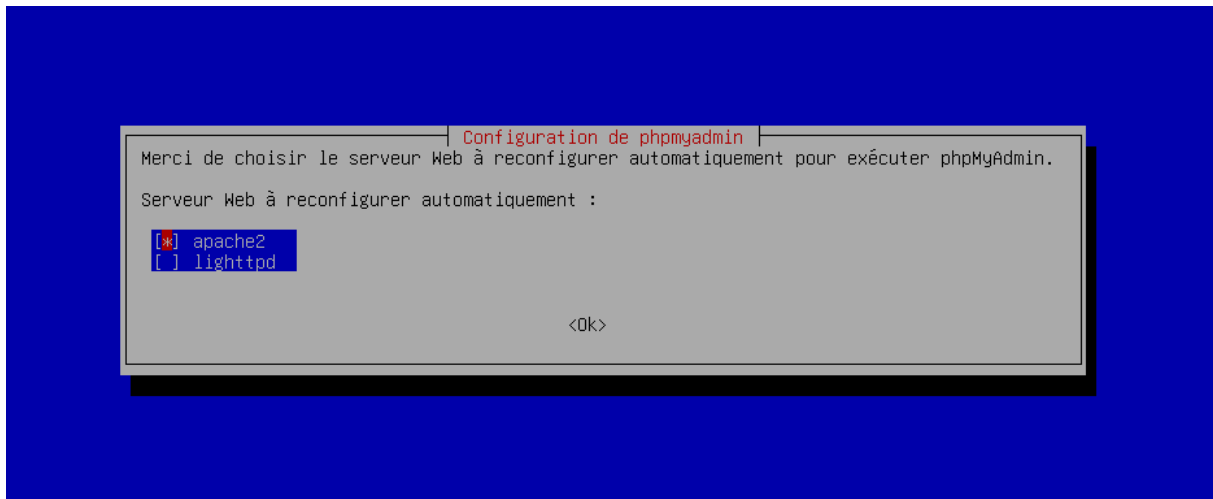 Configuration de phpmyadmin
Merci de choisir le serveur Web à reconfigurer automatiquement pour exécuter phpMyAdmin.
Serveur Web à reconfigurer automatiquement :
[*] apache2
[ ] lighttpd
<Ok>